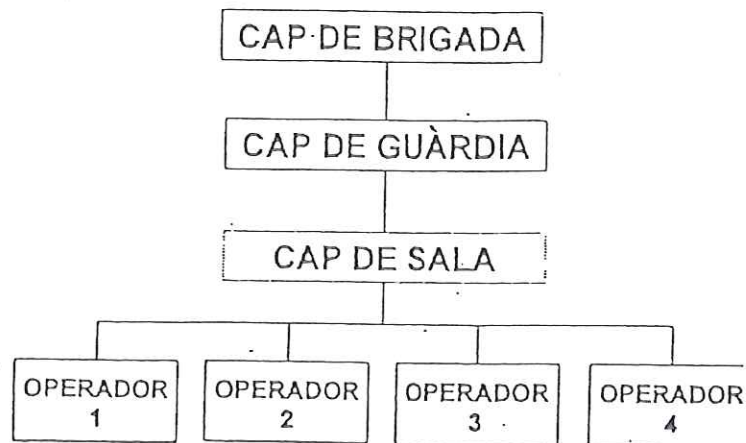 CAP DE BRIGADA
CAP DE GUÀRDIA
CAP DE SALA
OPERADOR
1
OPERADOR
2
OPERADOR
3
OPERADOR
4